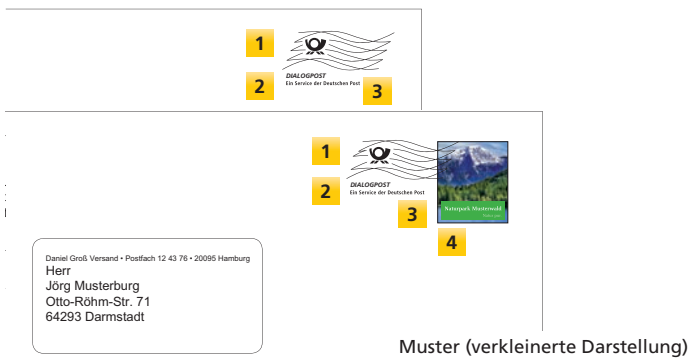 1
2
DIALOGPOST
Ein Service der Deutschen Post
3
1
2
DIALOGPOST
Ein Service der Deutschen Post
3
Naturpark Musterwald
4
Daniel Groß Versand • Postfach 12 43 76 • 20095 Hamburg
Herr
Jörg Musterburg
Otto-Röhm-Str. 71
64293 Darmstadt
Muster (verkleinerte Darstellung)